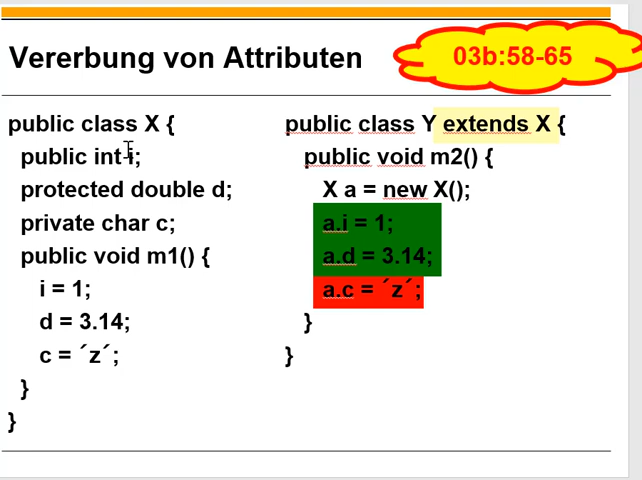 Vererbung von Attributen
03b:58-65
public class X {
public int i;
protected double d;
private char c;
public void m1() {
i = 1;
d = 3.14;
c = ´z´;
}
}
public class Y extends X {
public void m2() {
X a = new X();
a.i = 1;
a.d = 3.14;
a.c = ´z´;
}
}